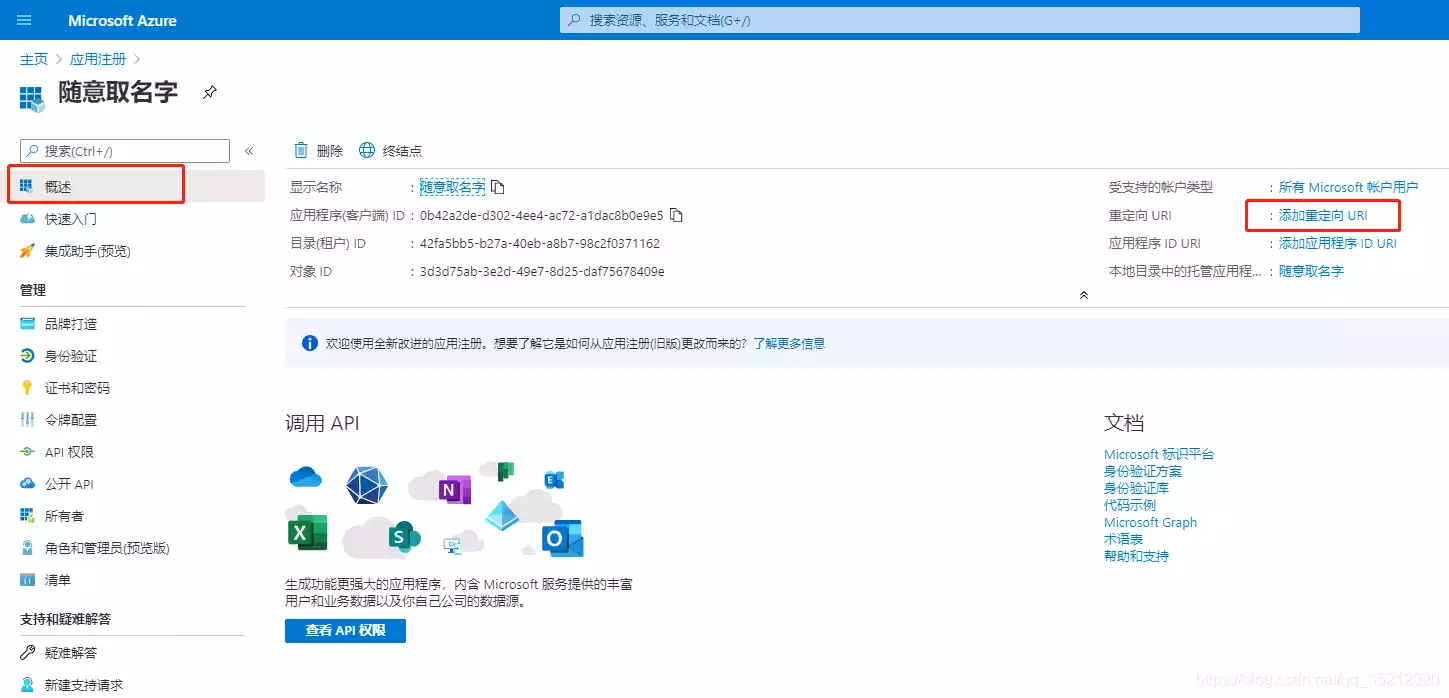 Microsoft Azure
搜索资源、服务和文档(G+/)
主页 > 应用注册 >
随意取名字
搜索(Ctrl+/)
«
概述
快速入门
集成助手(预览)
管理
品牌打造
身份验证
证书和密码
令牌配置
API 权限
公开 API
所有者
角色和管理员(预览版)
清单
支持和疑难解答
疑难解答
新建支持请求
删除 终结点
显示名称 : 随意取名字
应用程序(客户端) ID : 0b42a2de-d302-4ee4-ac72-a1dac8b0e9e5
目录(租户) ID : 42fa5bb5-b27a-40eb-a8b7-98c2f0371162
对象 ID : 3d3d75ab-3e2d-49e7-8d25-daf75678409e
受支持的帐户类型 : 所有 Microsoft 帐户用户
重定向 URI : 添加重定向 URI
应用程序 ID URI : 添加应用程序 ID URI
本地目录中的托管应用程... : 随意取名字
欢迎使用全新改进的应用注册。想要了解它是如何从应用注册(旧版)更改而来的? 了解更多信息
调用 API
N
E
X
S
O
生成功能更强大的应用程序，内含 Microsoft 服务提供的丰富
用户和业务数据以及你自己公司的数据源。
查看 API 权限
文档
Microsoft 标识平台
身份验证方案
身份验证库
代码示例
Microsoft Graph
术语表
帮助和支持
https://blog.csdn.net/qq_35212020